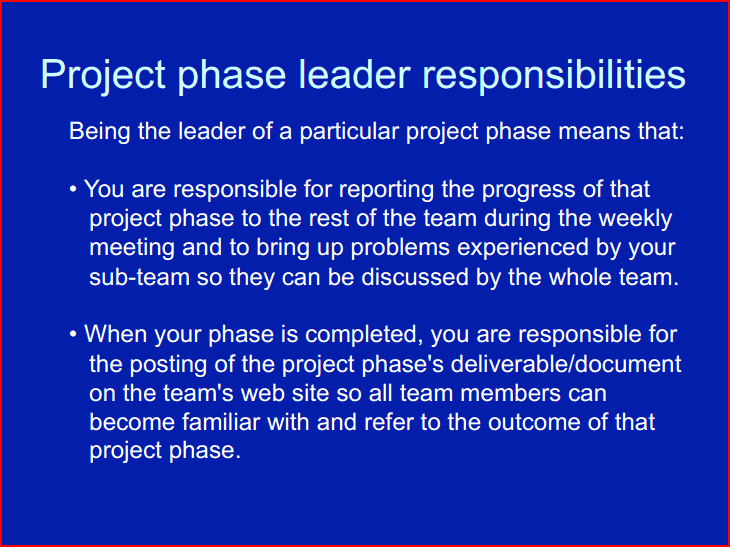 Project phase leader responsibilities
Being the leader of a particular project phase means that:
• You are responsible for reporting the progress of that
project phase to the rest of the team during the weekly
meeting and to bring up problems experienced by your
sub-team so they can be discussed by the whole team.
• When your phase is completed, you are responsible for
the posting of the project phase's deliverable/document
on the team's web site so all team members can
become familiar with and refer to the outcome of that
project phase.